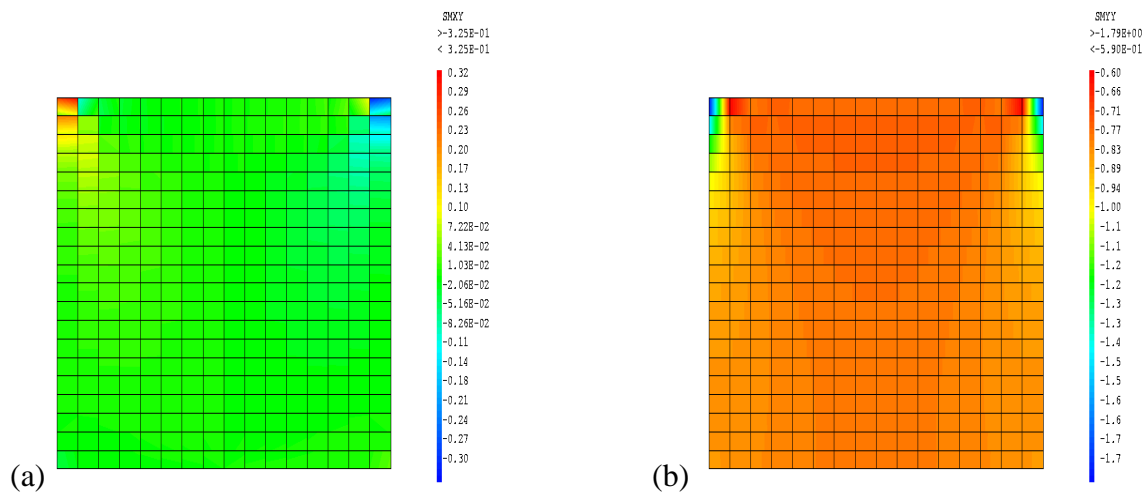 SMXY
>-3.25E-01
< 3.25E-01
0.32
0.29
0.26
0.23
0.20
0.17
0.13
0.10
7.22E-02
4.13E-02
1.03E-02
-2.06E-02
-5.16E-02
-8.26E-02
-0.11
-0.14
-0.18
-0.21
-0.24
-0.27
-0.30
(a)
SMYY
>-1.79E+00
<-5.90E-01
-0.60
-0.66
-0.71
-0.77
-0.83
-0.89
-0.94
-1.00
-1.1
-1.1
-1.2
-1.2
-1.3
-1.4
-1.4
-1.5
-1.5
-1.6
-1.6
-1.7
-1.7
(b)